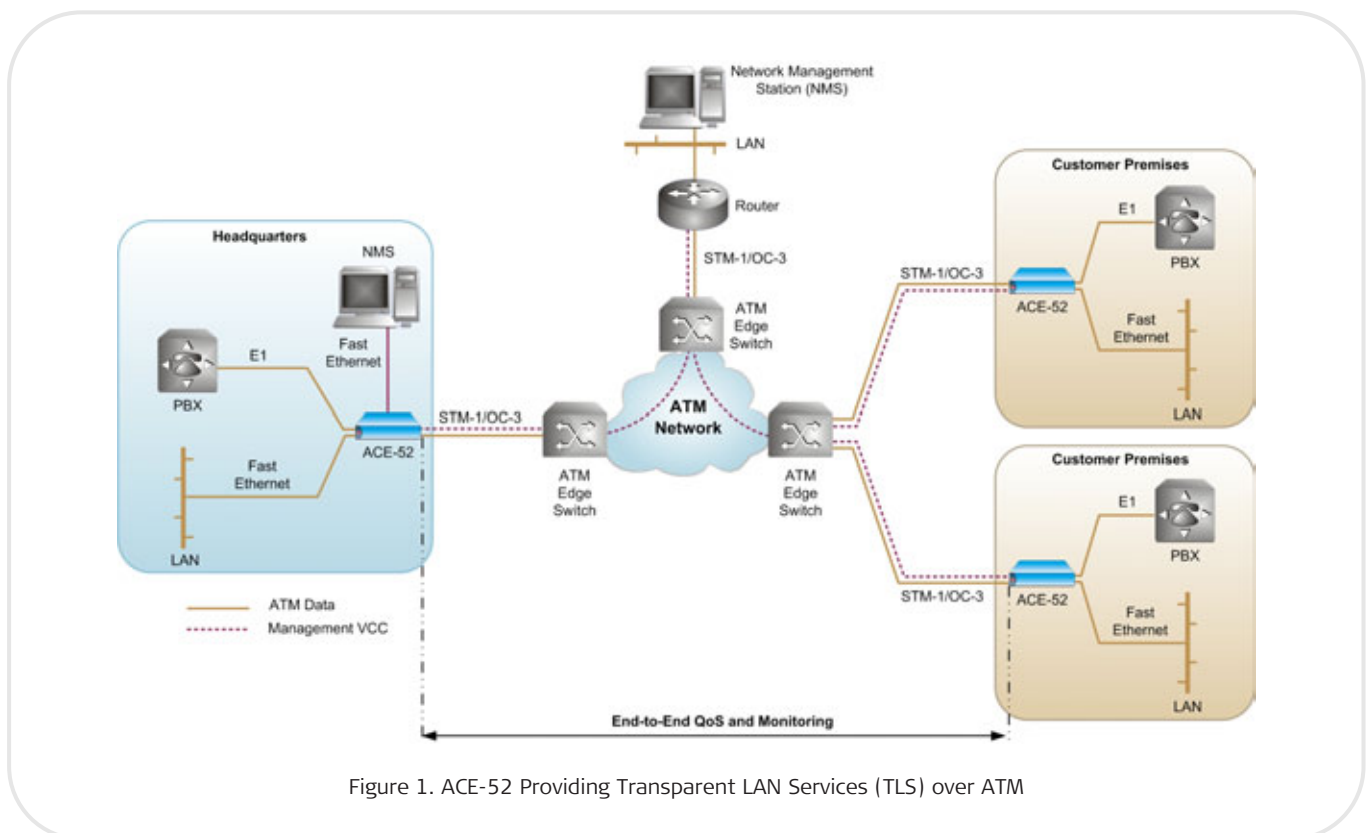 Network Management
Station (NMS)
LAN
Router
STM-1/OC-3
ATM
Edge
Switch
Headquarters
NMS
Fast
Ethernet
E1
PBX
ACE-52
Fast
Ethernet
LAN
STM-1/OC-3
ATM
Edge
Switch
ATM
Network
ATM
Edge
Switch
STM-1/OC-3
Customer Premises
E1
PBX
ACE-52
Fast
Ethernet
LAN
STM-1/OC-3
Customer Premises
E1
PBX
ACE-52
Fast
Ethernet
LAN
ATM Data
Management VCC
End-to-End QoS and Monitoring
Figure 1. ACE-52 Providing Transparent LAN Services (TLS) over ATM